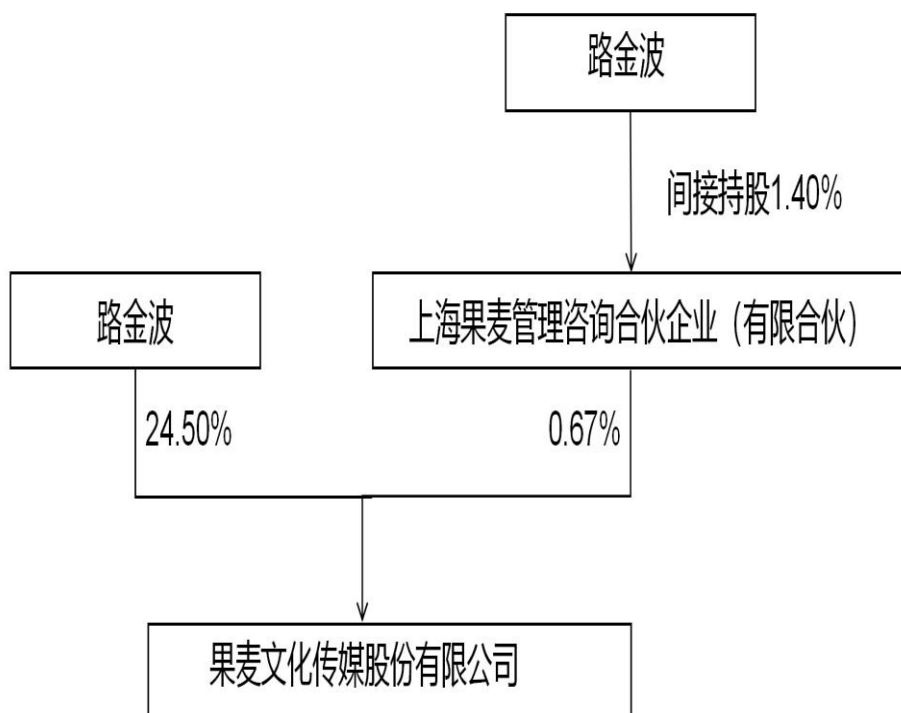 路金波
间接持股1.40%
路金波
上海果麦管理咨询合伙企业（有限合伙）
24.50%
0.67%
果麦文化传媒股份有限公司